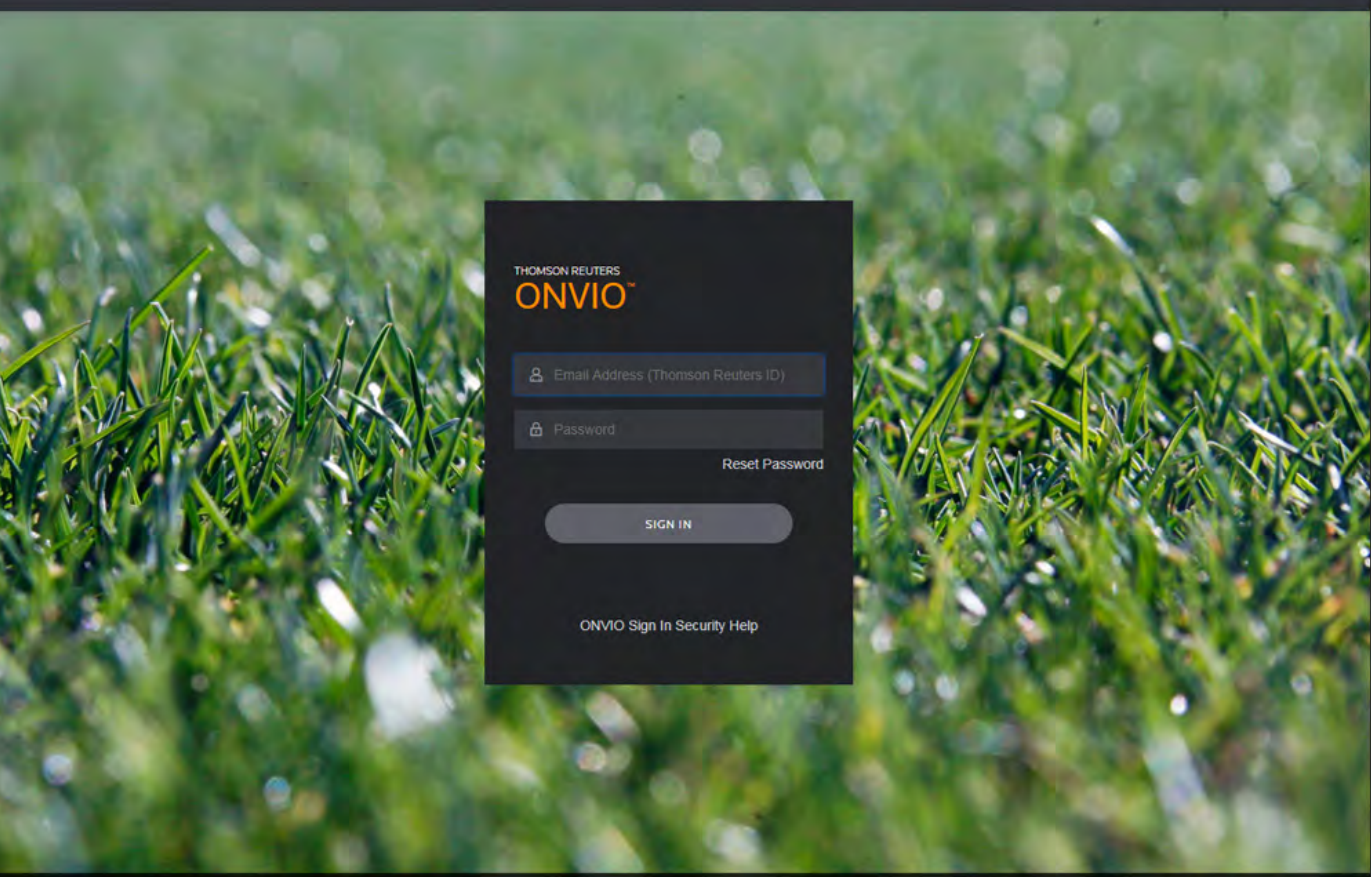 THOMSON REUTERS
ONVIO™
Email Address (Thomson Reuters ID)
Password
Reset Password
SIGN IN
ONVIO Sign In Security Help